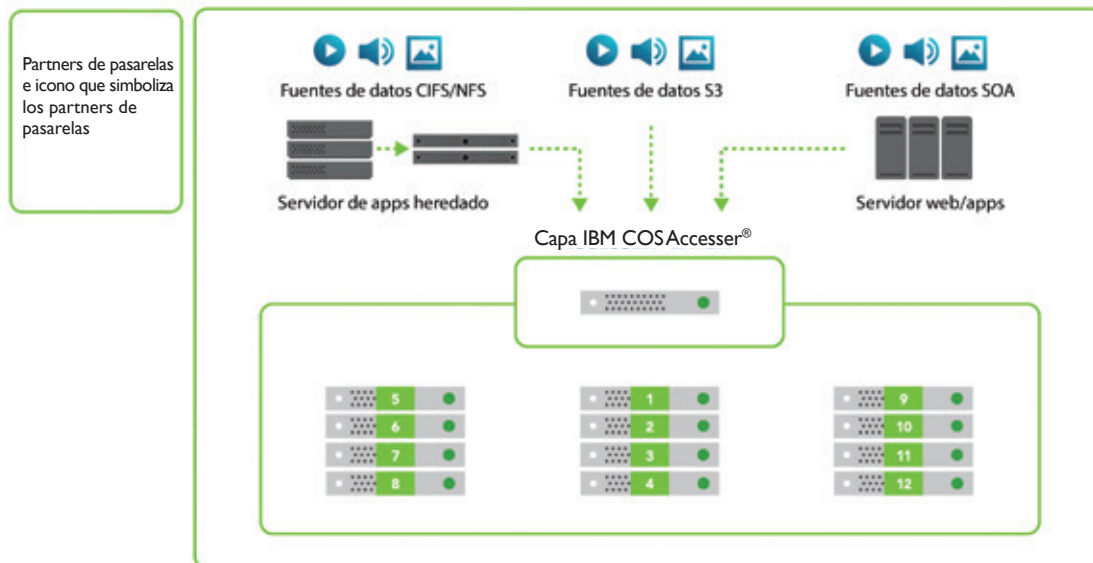 Partners de pasarelas
e icono que simboliza
los partners de
pasarelas
Fuentes de datos CIFS/NFS
Fuentes de datos S3
Fuentes de datos SOA
Servidor de apps heredado
Servidor web/apps
Capa IBM COS Accesser®
5
6
7
8
1
2
3
4
9
10
11
12